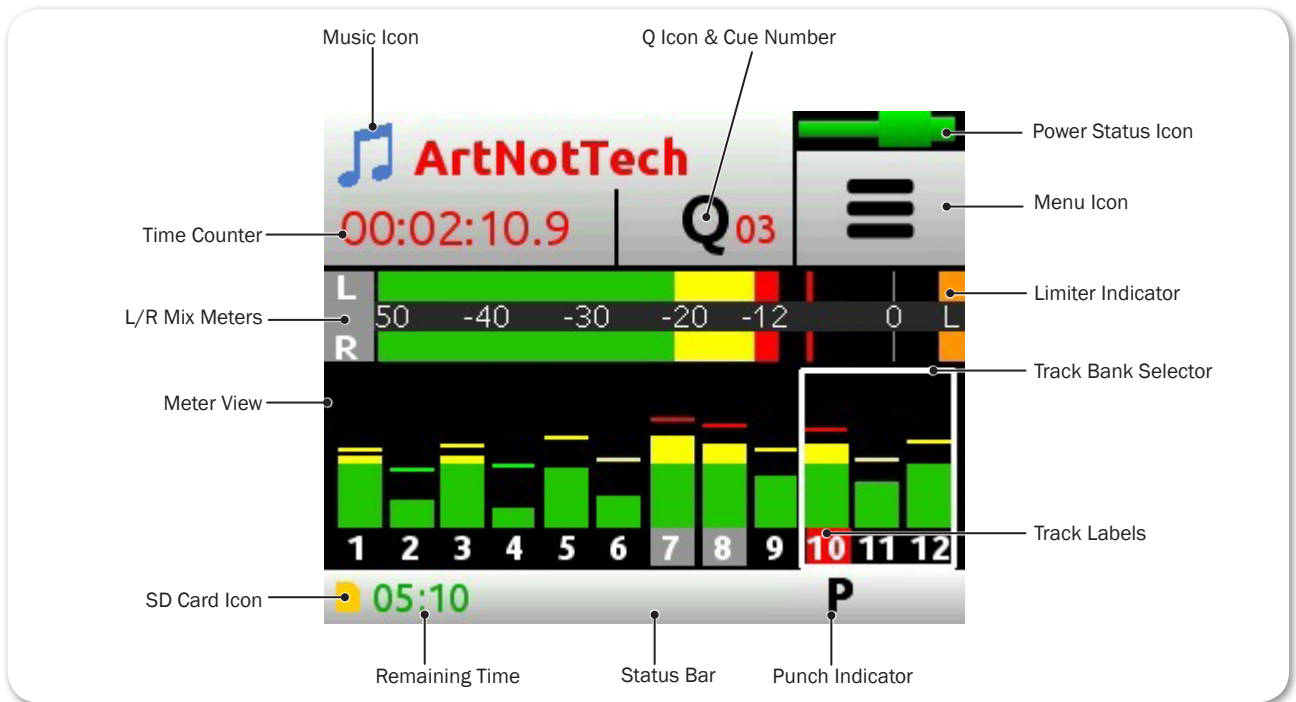 Music Icon
Q Icon & Cue Number
Power Status Icon
ArtNotTech
Menu Icon
Time Counter
00:02:10.9
Q 03
L
Limiter Indicator
L/R Mix Meters
50 -40 -30 -20 -12 0 L
R
Track Bank Selector
Meter View
Track Labels
1 2 3 4 5 6 7 8 9 10 11 12
SD Card Icon
05:10
P
Remaining Time
Status Bar
Punch Indicator